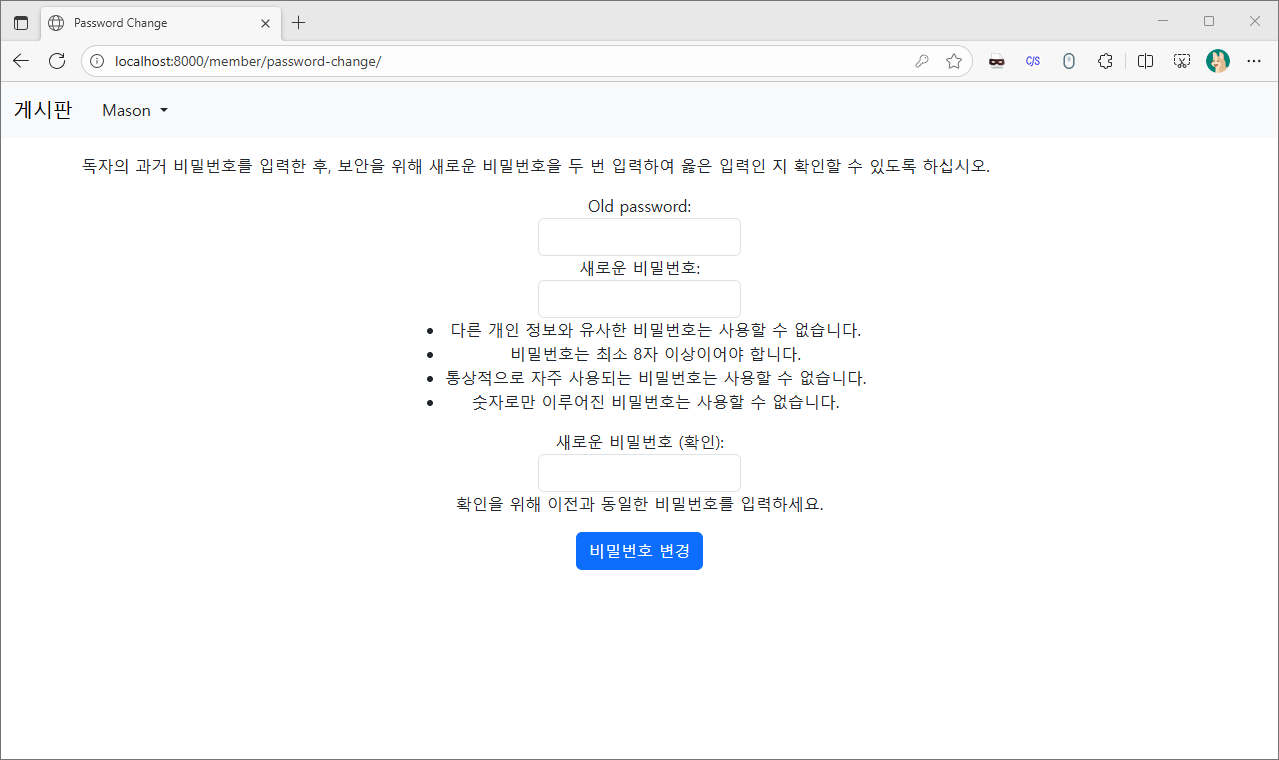 Password Change
localhost:8000/member/password-change/
C/S
게시판 Mason
독자의 과거 비밀번호를 입력한 후, 보안을 위해 새로운 비밀번호을 두 번 입력하여 옳은 입력인 지 확인할 수 있도록 하십시오.
Old password:
새로운 비밀번호:
• 다른 개인 정보와 유사한 비밀번호는 사용할 수 없습니다.
• 비밀번호는 최소 8자 이상이어야 합니다.
• 통상적으로 자주 사용되는 비밀번호는 사용할 수 없습니다.
• 숫자로만 이루어진 비밀번호는 사용할 수 없습니다.
새로운 비밀번호 (확인):
확인을 위해 이전과 동일한 비밀번호를 입력하세요.
비밀번호 변경